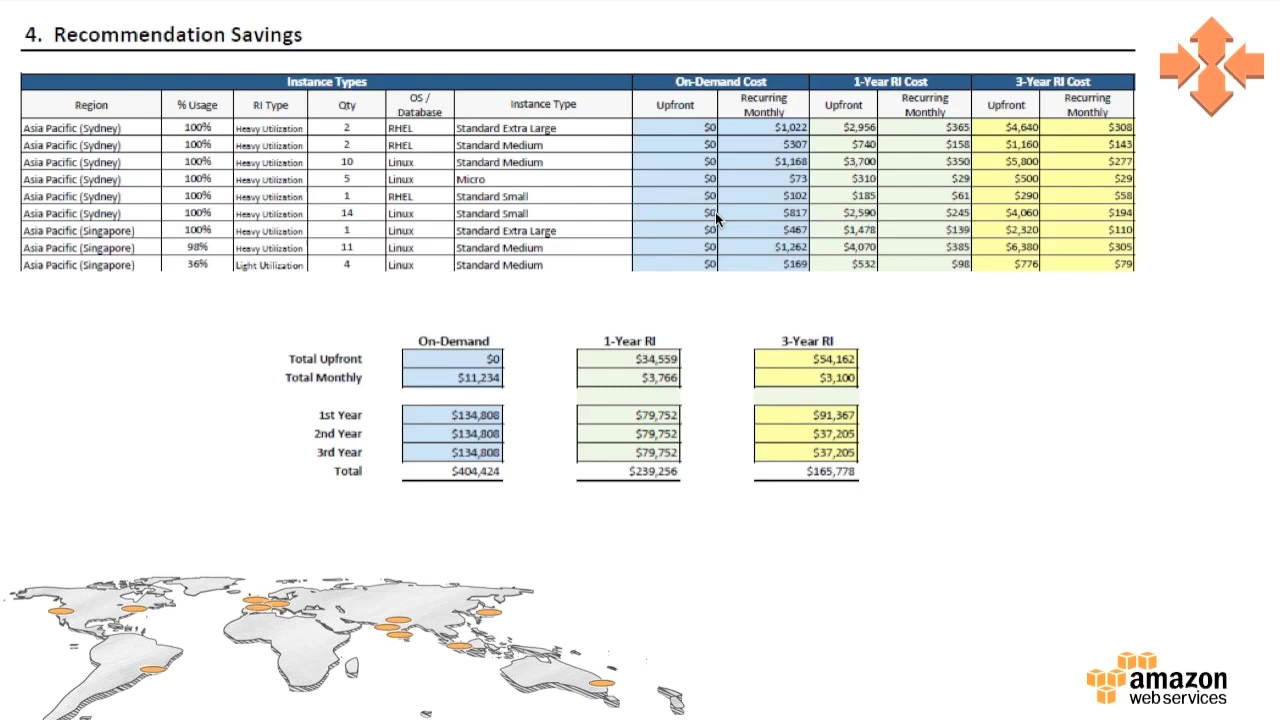 4. Recommendation Savings
Instance Types On-Demand Cost 1-Year RI Cost 3-Year RI Cost
Region % Usage RI Type Qty OS / Database Instance Type Upfront Recurring Monthly Upfront Recurring Monthly Upfront Recurring Monthly
Asia Pacific (Sydney) 100% Heavy Utilization 2 RHEL Standard Extra Large $0 $1,022 $2,956 $365 $4,640 $308
Asia Pacific (Sydney) 100% Heavy Utilization 2 RHEL Standard Medium $0 $307 $740 $158 $1,160 $143
Asia Pacific (Sydney) 100% Heavy Utilization 10 Linux Standard Medium $0 $1,168 $3,700 $350 $5,800 $277
Asia Pacific (Sydney) 100% Heavy Utilization 5 Linux Micro $0 $73 $310 $29 $500 $29
Asia Pacific (Sydney) 100% Heavy Utilization 1 RHEL Standard Small $0 $102 $185 $61 $290 $58
Asia Pacific (Sydney) 100% Heavy Utilization 14 Linux Standard Small $0 $817 $2,590 $245 $4,060 $194
Asia Pacific (Singapore) 100% Heavy Utilization 1 Linux Standard Extra Large $0 $467 $1,478 $139 $2,320 $110
Asia Pacific (Singapore) 98% Heavy Utilization 11 Linux Standard Medium $0 $1,262 $4,070 $385 $6,380 $305
Asia Pacific (Singapore) 36% Light Utilization 4 Linux Standard Medium $0 $169 $532 $98 $776 $79
On-Demand 1-Year RI 3-Year RI
Total Upfront $0 $34,559 $54,162
Total Monthly $11,234 $3,766 $3,100
1st Year $134,808 $79,752 $91,367
2nd Year $134,808 $79,752 $37,205
3rd Year $134,808 $79,752 $37,205
Total $404,424 $239,256 $165,778
amazon
web services